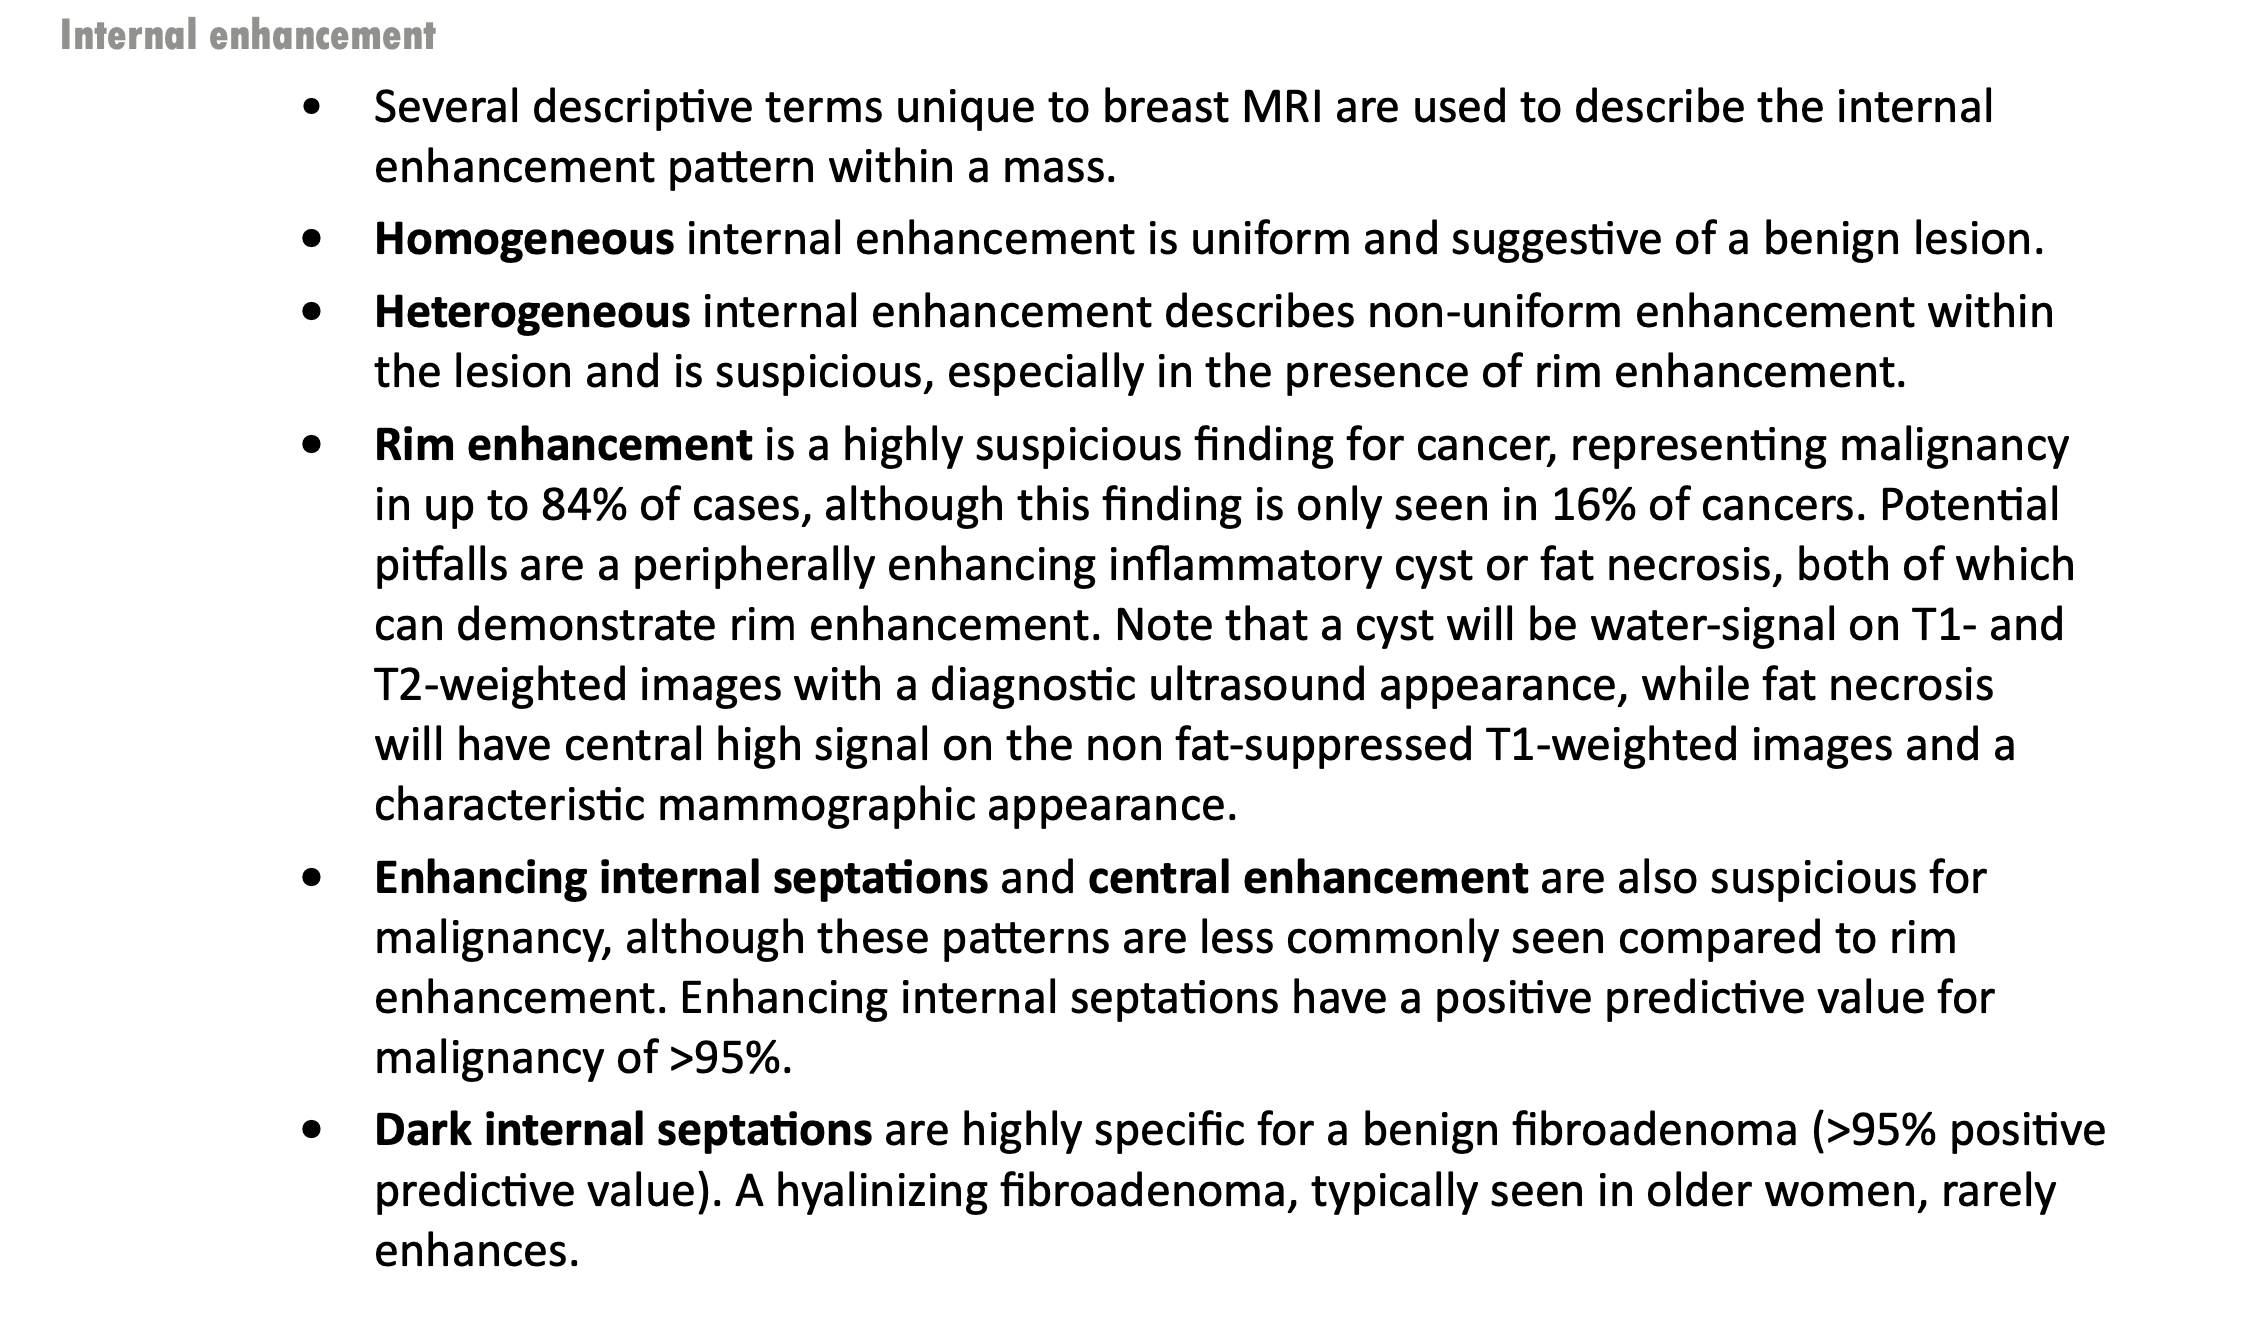 Internal enhancement
• Several descriptive terms unique to breast MRI are used to describe the internal
enhancement pattern within a mass.
• Homogeneous internal enhancement is uniform and suggestive of a benign lesion.
• Heterogeneous internal enhancement describes non-uniform enhancement within
the lesion and is suspicious, especially in the presence of rim enhancement.
• Rim enhancement is a highly suspicious finding for cancer, representing malignancy
in up to 84% of cases, although this finding is only seen in 16% of cancers. Potential
pitfalls are a peripherally enhancing inflammatory cyst or fat necrosis, both of which
can demonstrate rim enhancement. Note that a cyst will be water-signal on T1- and
T2-weighted images with a diagnostic ultrasound appearance, while fat necrosis
will have central high signal on the non fat-suppressed T1-weighted images and a
characteristic mammographic appearance.
• Enhancing internal septations and central enhancement are also suspicious for
malignancy, although these patterns are less commonly seen compared to rim
enhancement. Enhancing internal septations have a positive predictive value for
malignancy of >95%.
• Dark internal septations are highly specific for a benign fibroadenoma (>95% positive
predictive value). A hyalinizing fibroadenoma, typically seen in older women, rarely
enhances.